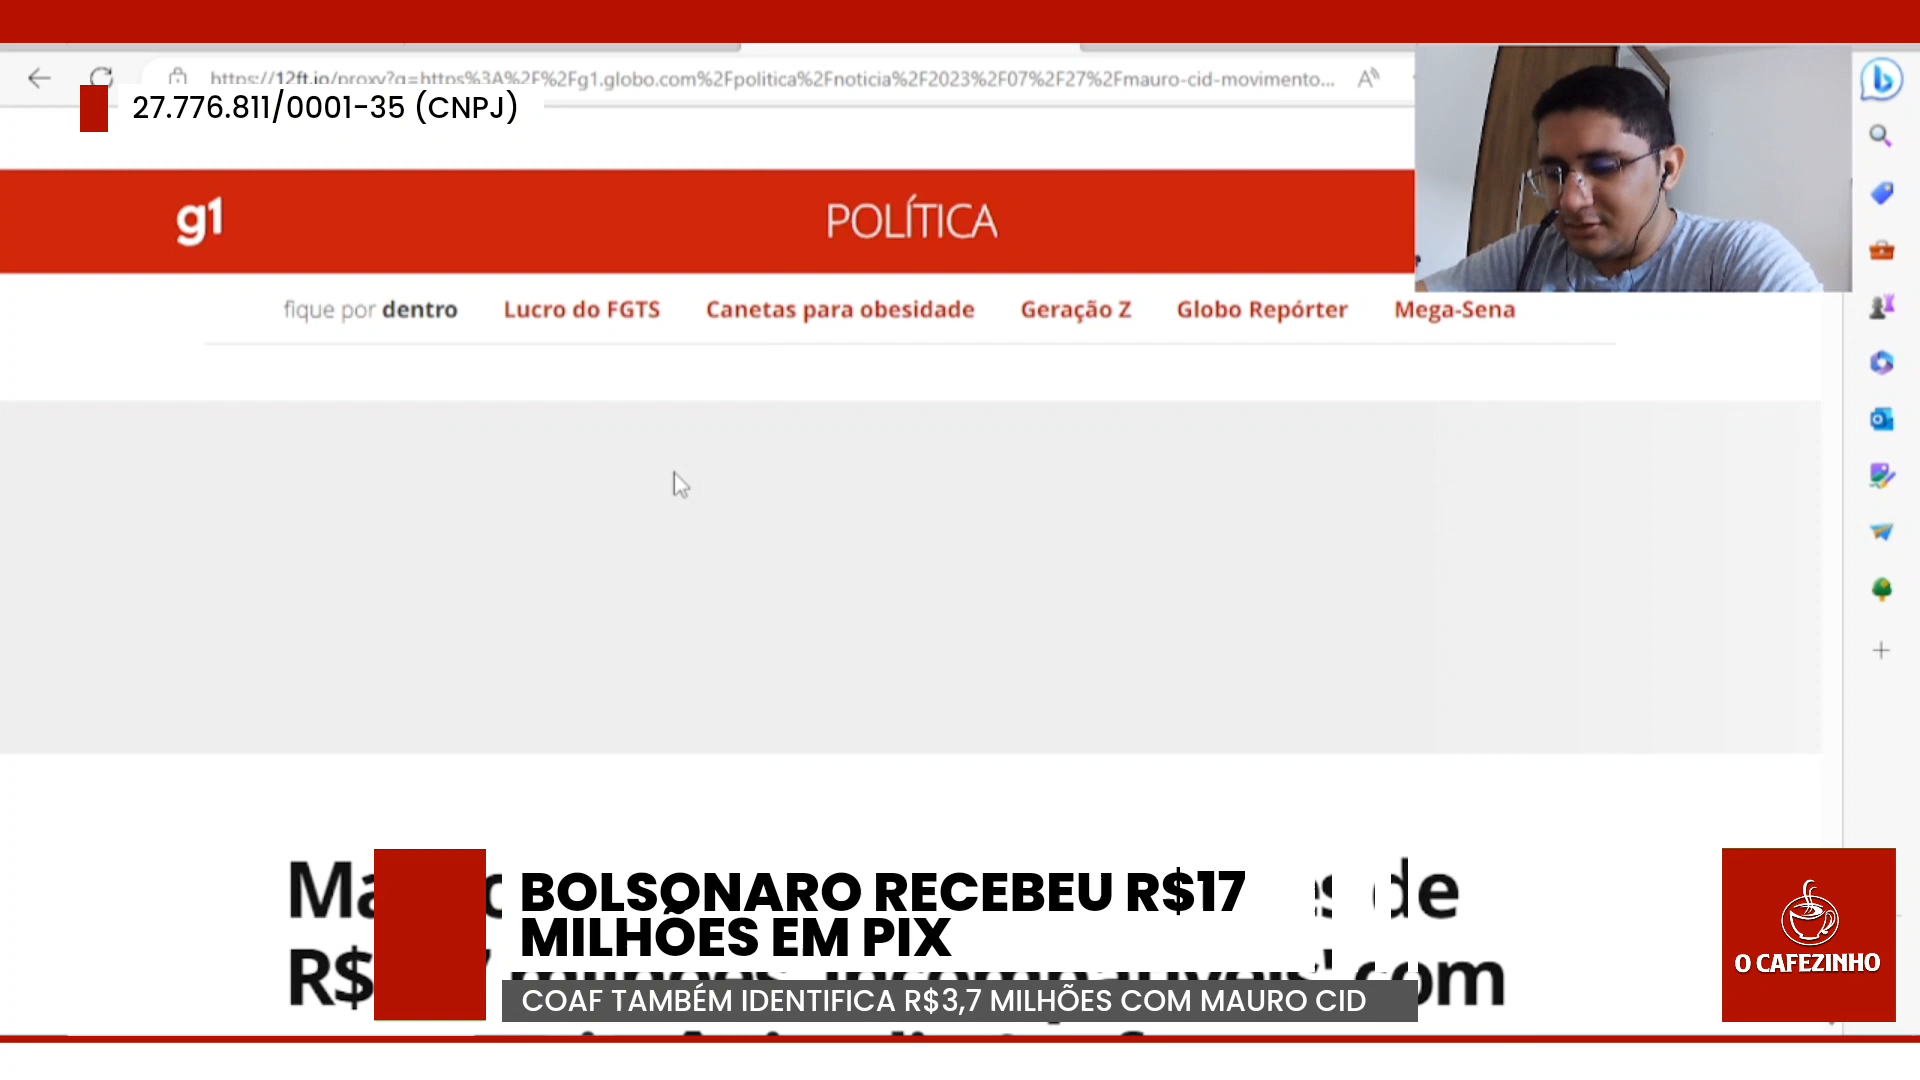 https://12ft.io/proxy?q=https%3A%2F%2Fg1.globo.com%2Fpolitica%2Fnoticia%2F2023%2F07%2F27%2Fmauro-cid-movimento...
27.776.811/0001-35 (CNPJ)
g1
POLÍTICA
fique por dentro Lucro do FGTS Canetas para obesidade Geração Z Globo Repórter Mega-Sena
de
R$
com
BOLSONARO RECEBEU R$17
MILHÕES EM PIX
COAF TAMBÉM IDENTIFICA R$3,7 MILHÕES COM MAURO CID
O CAFEZINHO